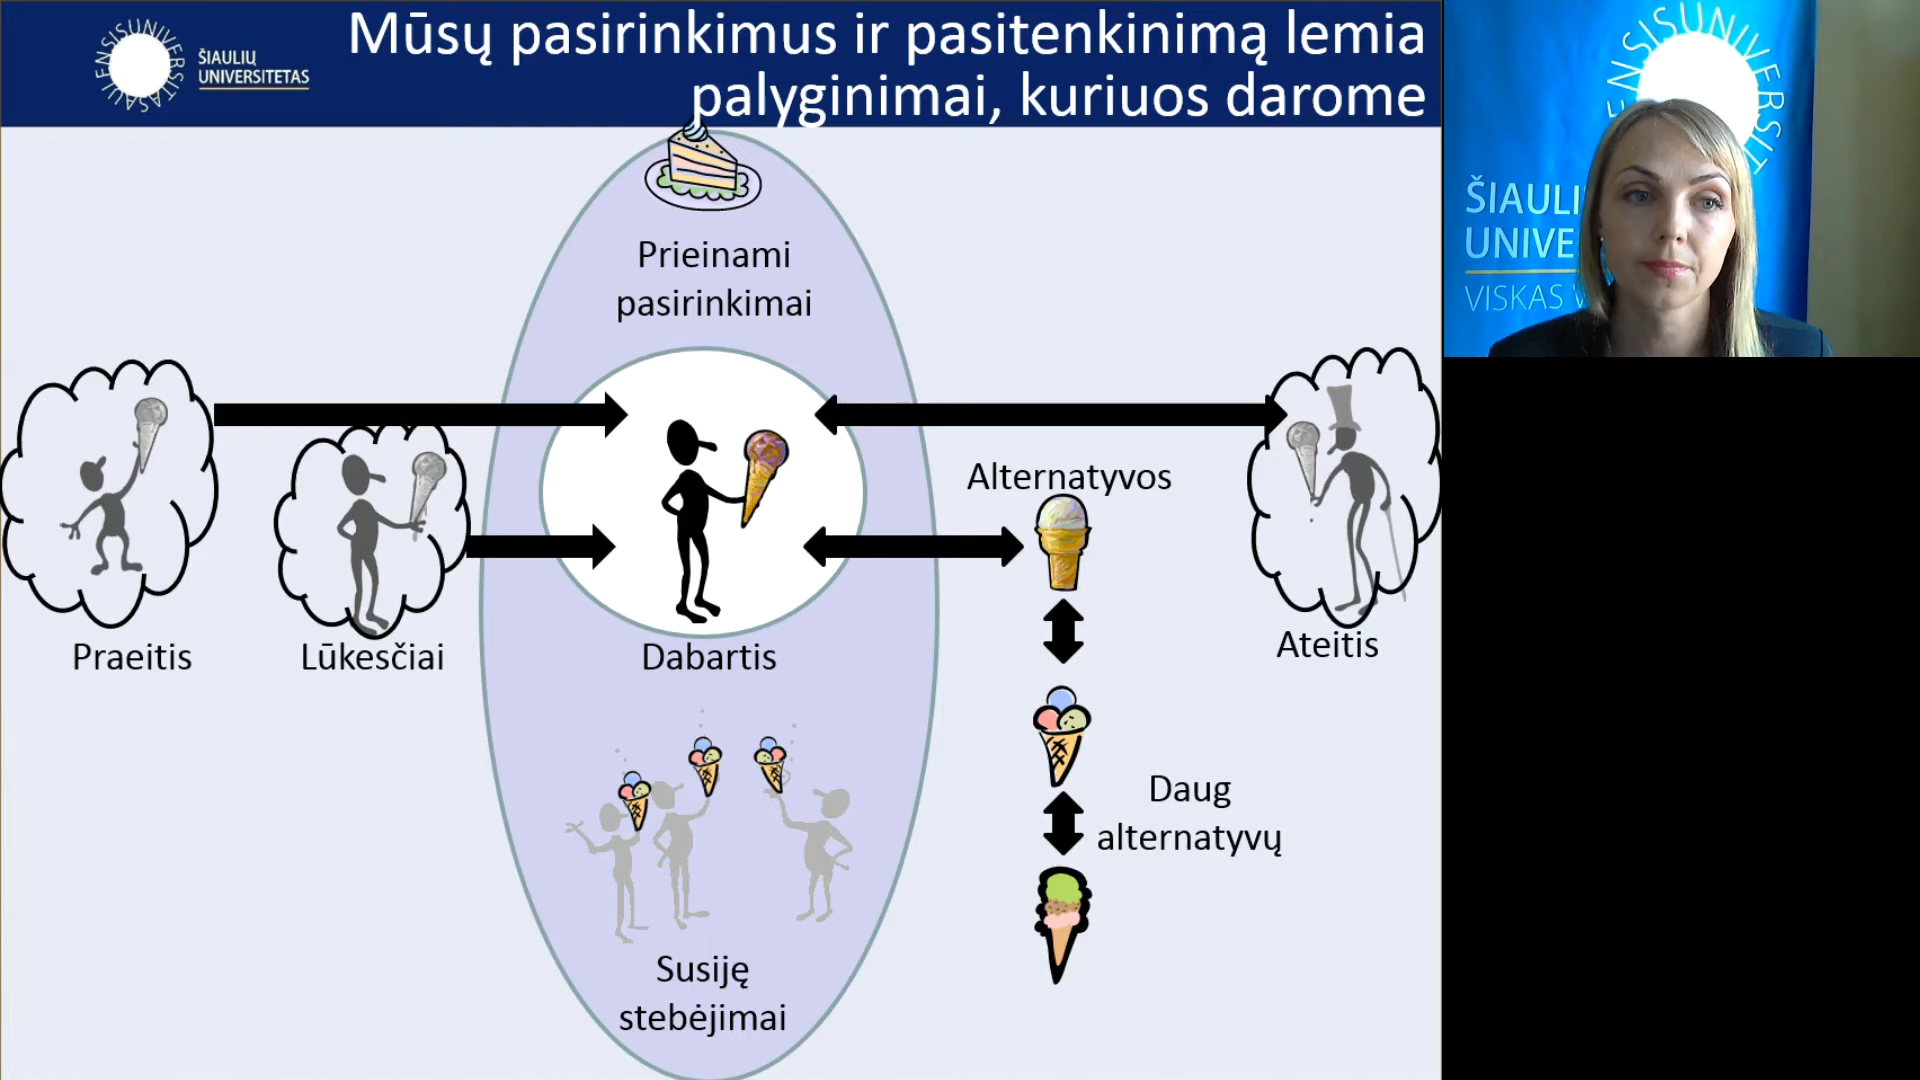 ŠIAULIŲ
UNIVERSITETAS
Mūsų pasirinkimus ir pasitenkinimą lemia
palyginimai, kuriuos darome
Prieinami
pasirinkimai
Alternatyvos
Praeitis
Lūkesčiai
Dabartis
Ateitis
Daug
alternatyvų
Susiję
stebėjimai
ŠIAULI
UNIVE
VISKAS